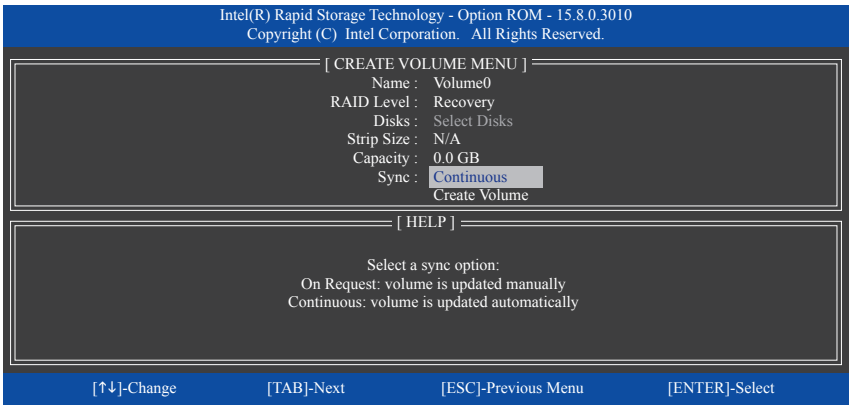 Intel(R) Rapid Storage Technology - Option ROM - 15.8.0.3010
Copyright (C) Intel Corporation. All Rights Reserved.
[ CREATE VOLUME MENU ]
Name : Volume0
RAID Level : Recovery
Disks : Select Disks
Strip Size : N/A
Capacity : 0.0 GB
Sync : Continuous
Create Volume
[ HELP ]
Select a sync option:
On Request: volume is updated manually
Continuous: volume is updated automatically
[↑↓]-Change [TAB]-Next [ESC]-Previous Menu [ENTER]-Select